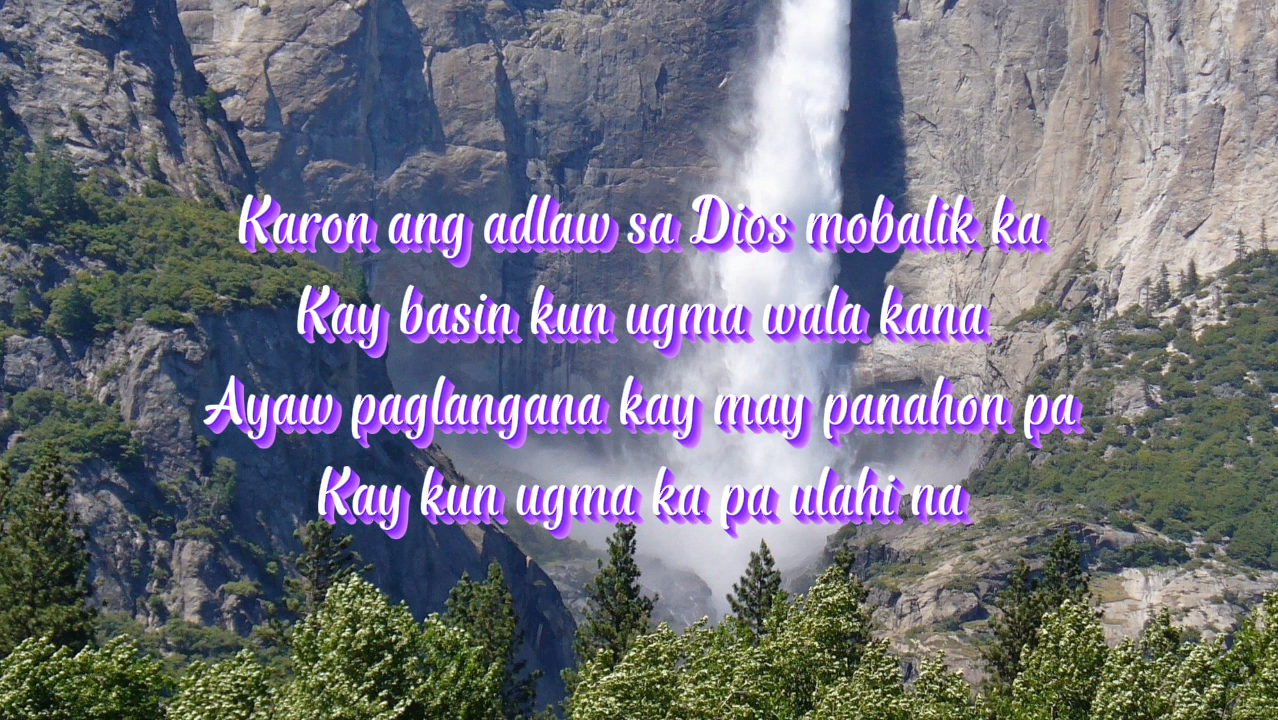 Karon ang adlaw sa Dios mobalik ka
Kay basin kun ugma wala kana
Ayaw paglangana kay may panahon pa
Kay kun ugma ka pa ulahi na